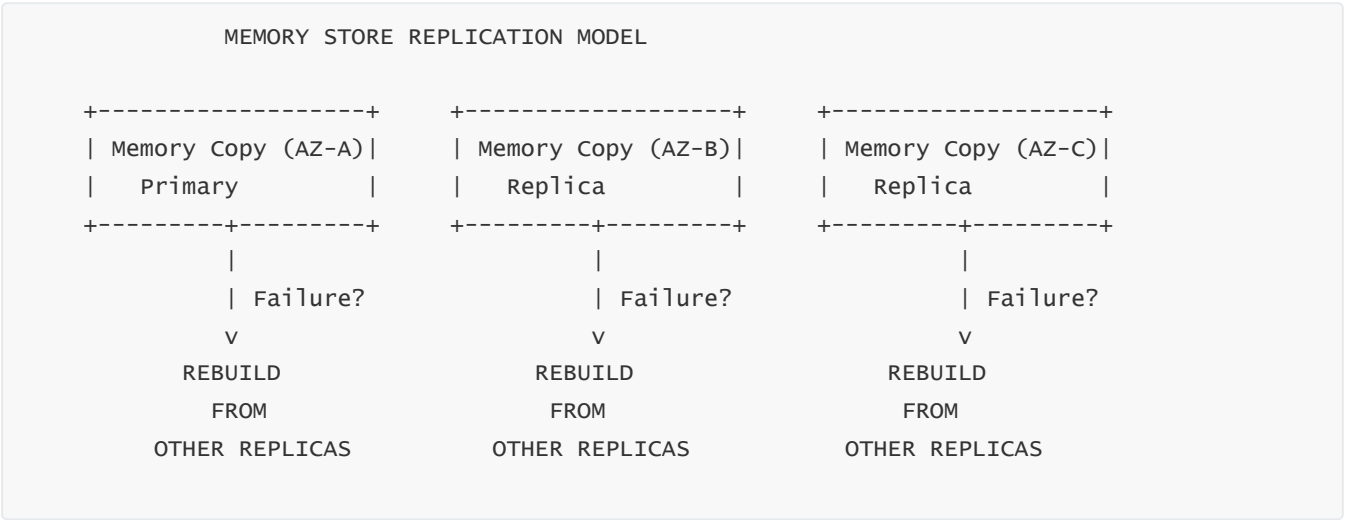 MEMORY STORE REPLICATION MODEL
+-------------------+     +-------------------+     +-------------------+
| Memory Copy (AZ-A)|     | Memory Copy (AZ-B)|     | Memory Copy (AZ-C)|
|   Primary         |     |   Replica         |     |   Replica         |
+---------+---------+     +---------+---------+     +---------+---------+
|                         |                         |
| Failure?                | Failure?                | Failure?
v                         v                         v
REBUILD                  REBUILD                  REBUILD
FROM                     FROM                     FROM
OTHER REPLICAS          OTHER REPLICAS           OTHER REPLICAS